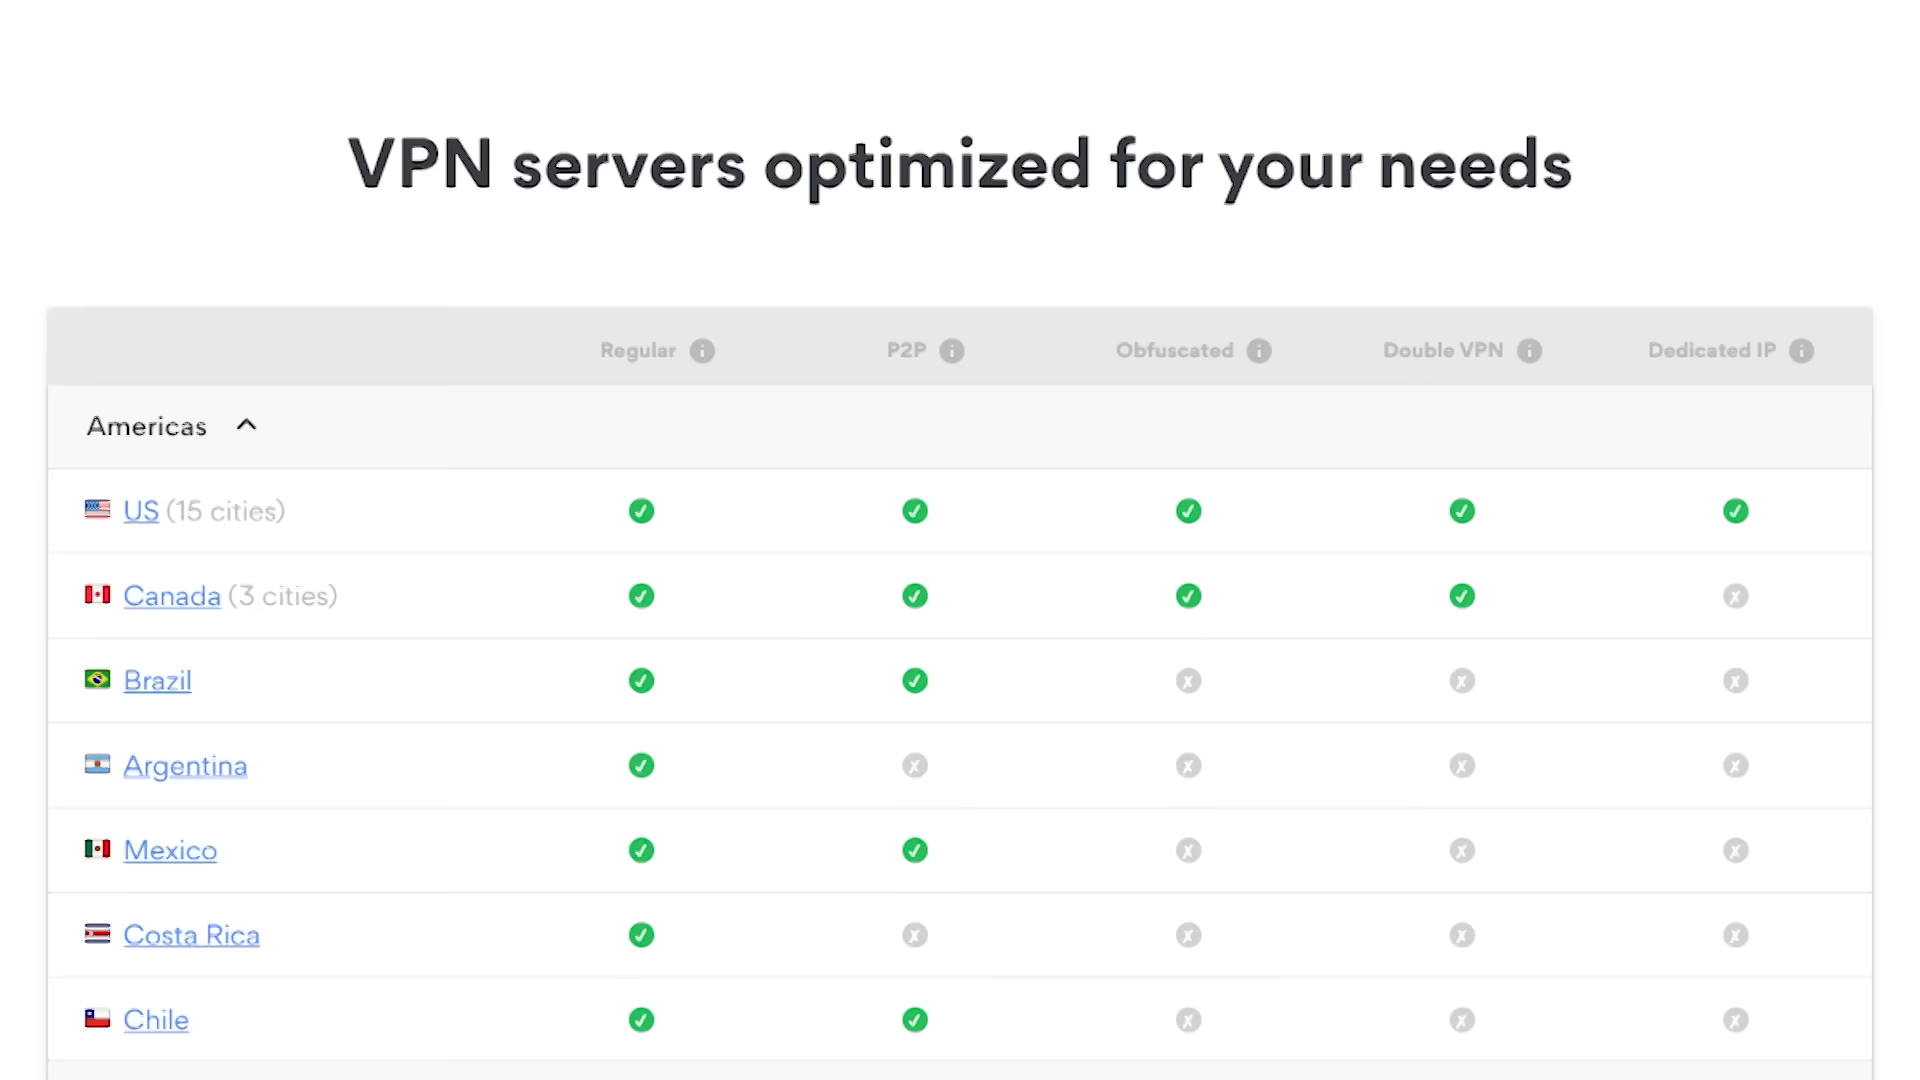 VPN servers optimized for your needs
Regular P2P Obfuscated Double VPN Dedicated IP
Americas
US (15 cities)
Canada (3 cities)
Brazil
Argentina
Mexico
Costa Rica
Chile